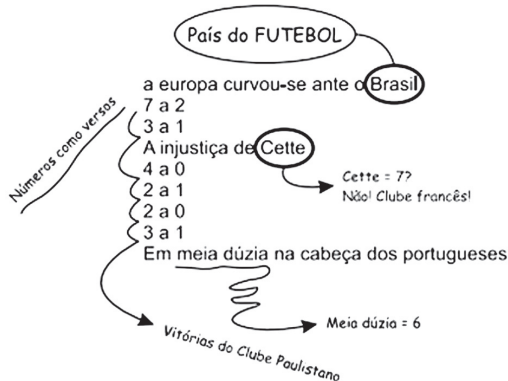 País do FUTEBOL
a europa curvou-se ante o Brasil
7 a 2
3 a 1
A injustiça de Cette
4 a 0
2 a 1
2 a 0
3 a 1
Em meia dúzia na cabeça dos portugueses
Números como versos
Cette = 7?
Não! Clube francês!
Meia dúzia = 6
Vitórias do Clube Paulistano